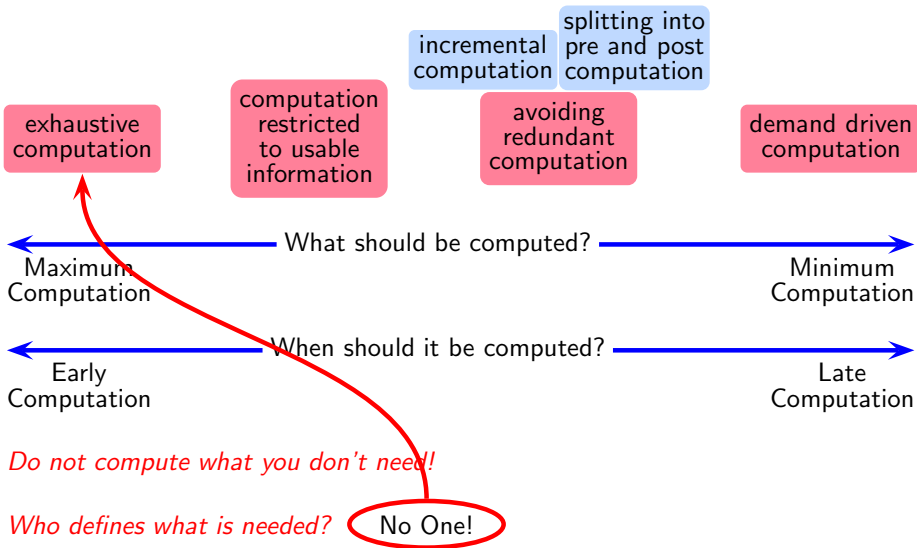 splitting into
pre and post
computation
incremental
computation
exhaustive
computation
computation
restricted
to usable
information
avoiding
redundant
computation
demand driven
computation
What should be computed?
Maximum
Computation
Minimum
Computation
When should it be computed?
Early
Computation
Late
Computation
Do not compute what you don't need!
Who defines what is needed? No One!